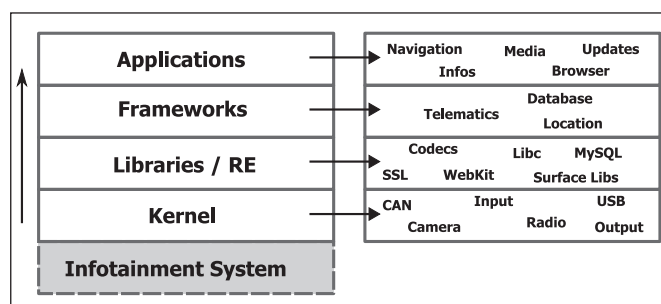 Applications
Navigation Media Updates
Infos Browser
Frameworks
Database
Telematics
Location
Libraries / RE
Codecs Libc MySQL
SSL WebKit Surface Libs
Kernel
CAN Input USB
Camera Radio Output
Infotainment System